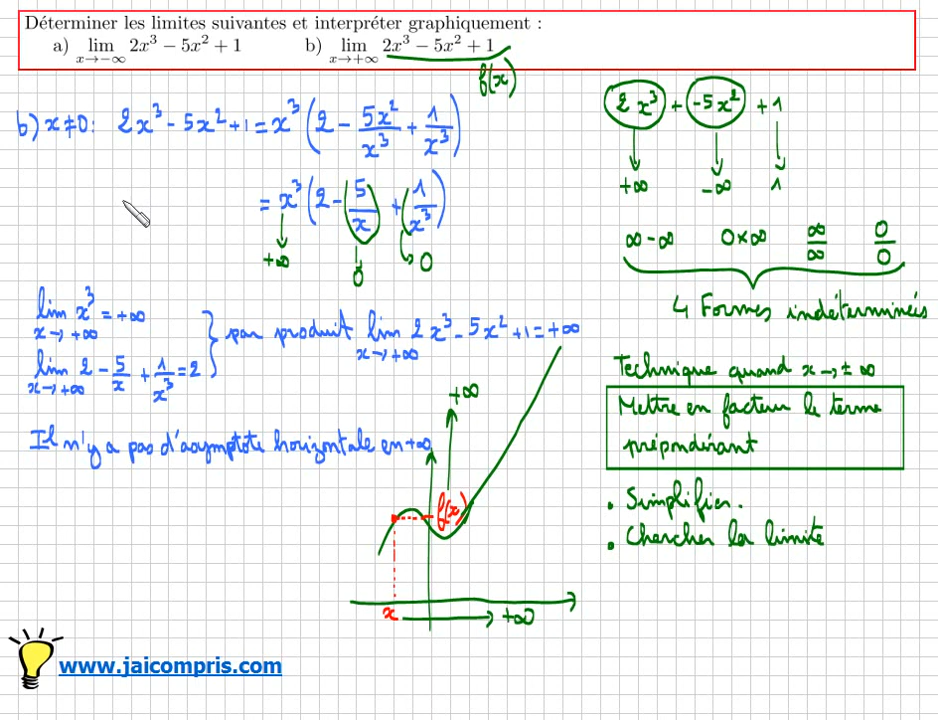 Déterminer les limites suivantes et interpréter graphiquement :
a) lim x→−∞ 2x³ − 5x² + 1 b) lim x→+∞ 2x³ − 5x² + 1
f(x)
b) x≠0: 2x³ - 5x² + 1 = x³ (2 - 5x²/x³ + 1/x³)
= x³ (2 - 5/x + 1/x³)
+∞ 0 0
lim x→+∞ x³ = +∞
lim x→+∞ 2 - 5/x + 1/x³ = 2
} par produit lim x→+∞ 2x³ - 5x² + 1 = +∞
Il n'y a pas d'asymptote horizontale en +∞
+∞
f(x)
x → +∞
2x³ + -5x² + 1
+∞ -∞ 1
∞ - ∞ 0×∞ ∞/∞ 0/0
4 Formes indéterminées
Technique quand x → ± ∞
Mettre en facteur le terme
prépondérant
• Simplifier.
• Chercher la limite
www.jaicompris.com